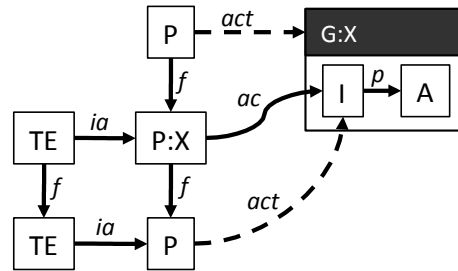 P act G:X
f ac I p A
TE ia P:X
f f
TE ia P act